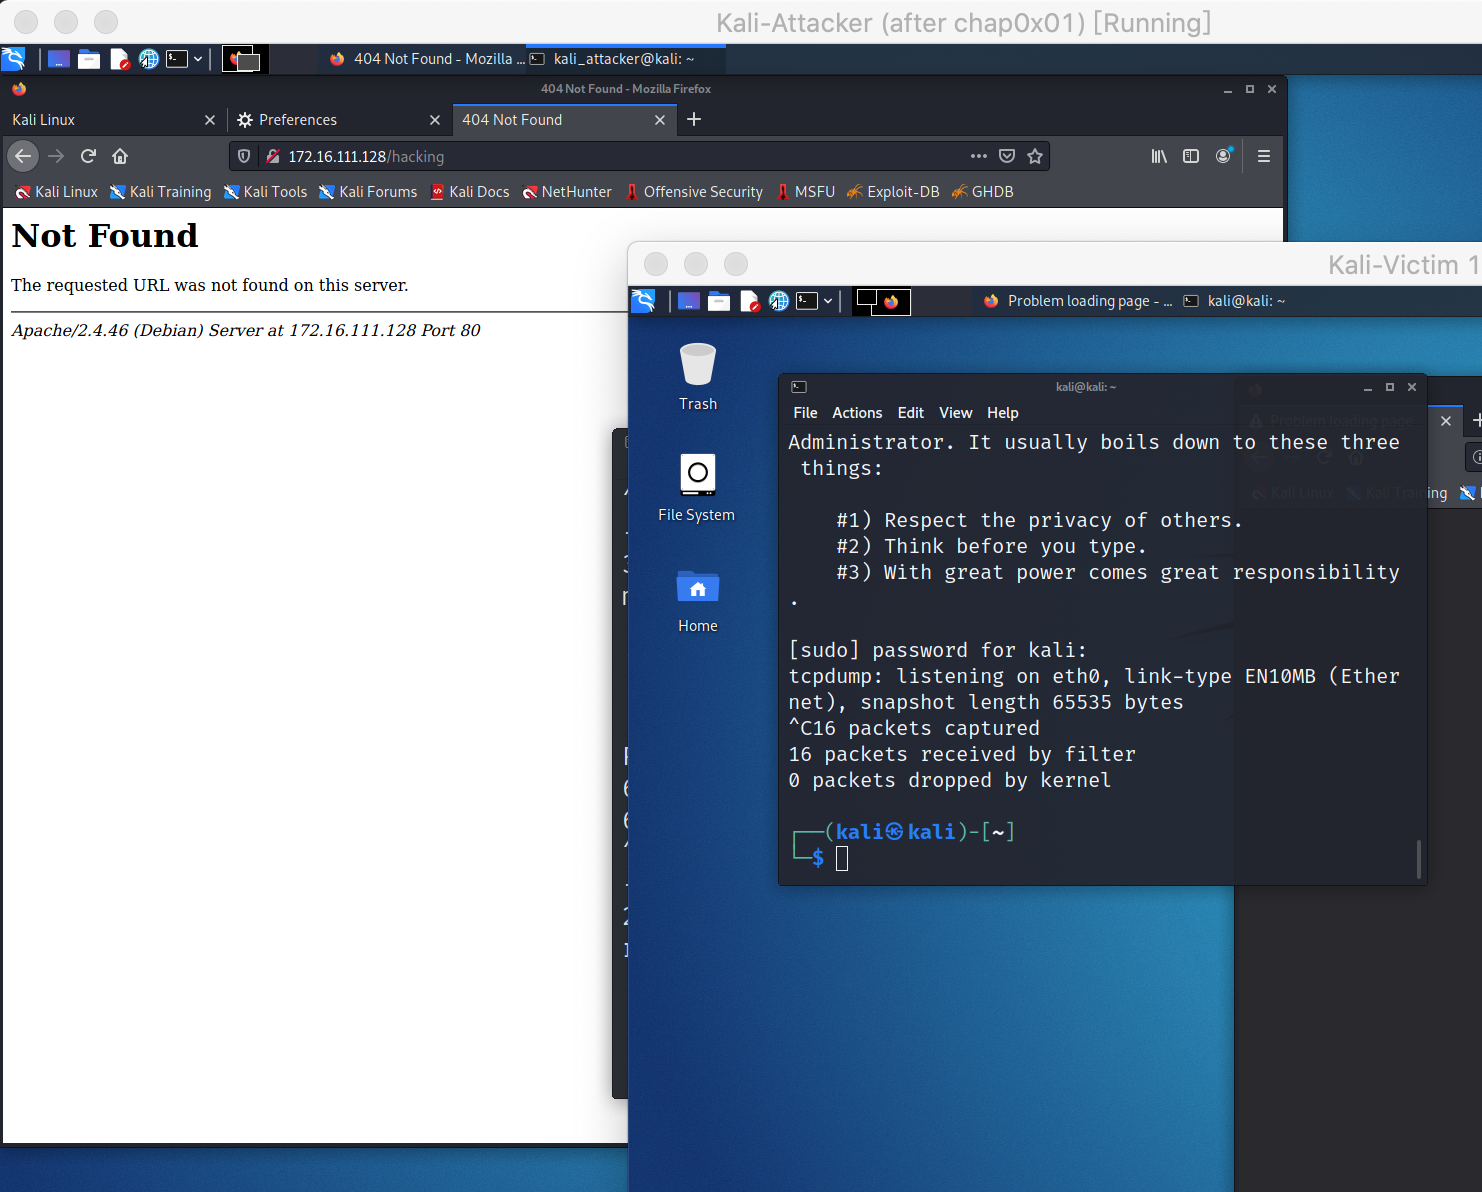 Kali-Attacker (after chap0x01) [Running]
404 Not Found - Mozilla ...
kali_attacker@kali: ~
404 Not Found - Mozilla Firefox
Kali Linux
Preferences
404 Not Found
172.16.111.128/hacking
Kali Linux
Kali Training
Kali Tools
Kali Forums
Kali Docs
NetHunter
Offensive Security
MSFU
Exploit-DB
GHDB
Not Found
The requested URL was not found on this server.
Apache/2.4.46 (Debian) Server at 172.16.111.128 Port 80
Kali-Victim 1
Problem loading page - ...
kali@kali: ~
Trash
File System
Home
kali@kali: ~
File Actions Edit View Help
Administrator. It usually boils down to these three
things:
#1) Respect the privacy of others.
#2) Think before you type.
#3) With great power comes great responsibility
.
[sudo] password for kali:
tcpdump: listening on eth0, link-type EN10MB (Ether
net), snapshot length 65535 bytes
^C16 packets captured
16 packets received by filter
0 packets dropped by kernel
┌──(kali㉿kali)-[~]
└─$
Problem loading page
Kali Linux
Kali Training